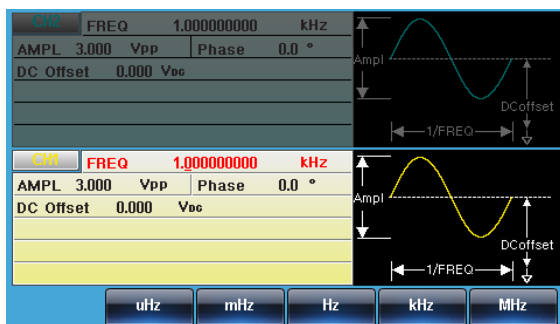 CH2 FREQ 1.000000000 kHz
AMPL 3.000 Vpp Phase 0.0 °
DC Offset 0.000 VDC
Ampl
DCoffset
1/FREQ
CH1 FREQ 1.000000000 kHz
AMPL 3.000 Vpp Phase 0.0 °
DC Offset 0.000 VDC
Ampl
DCoffset
1/FREQ
uHz mHz Hz kHz MHz